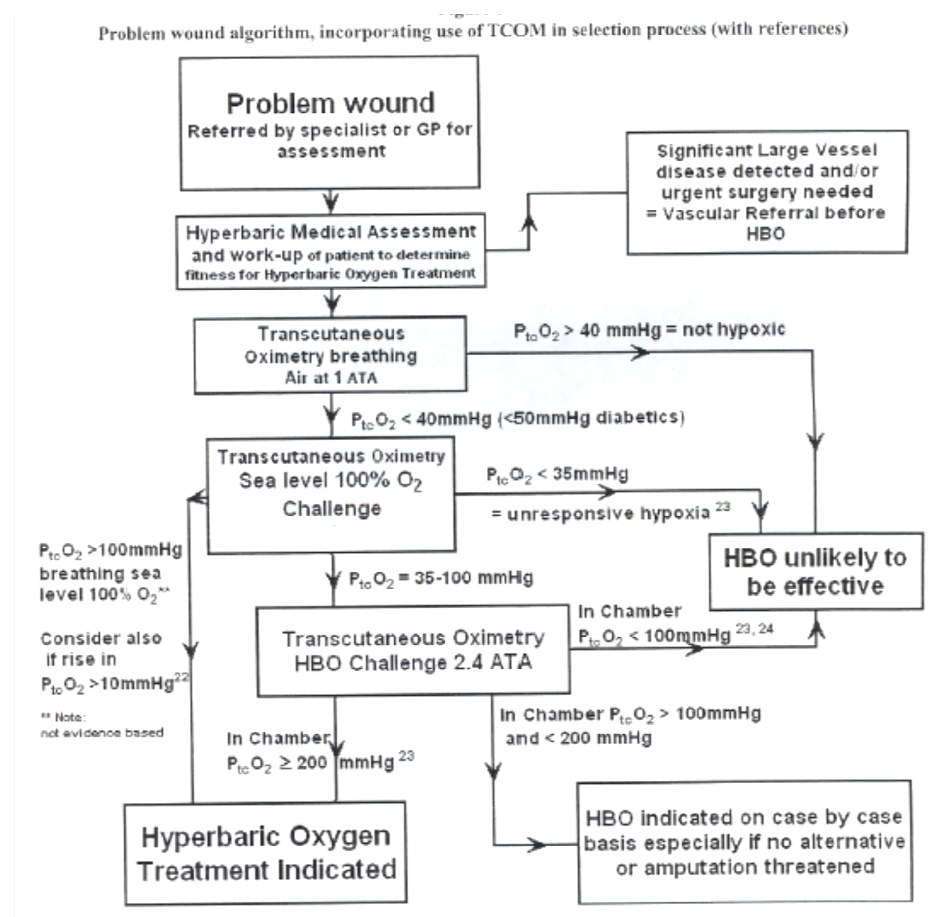 Problem wound algorithm, incorporating use of TCOM in selection process (with references)
Problem wound
Referred by specialist or GP for
assessment
Significant Large Vessel
disease detected and/or
urgent surgery needed
= Vascular Referral before
HBO
Hyperbaric Medical Assessment
and work-up of patient to determine
fitness for Hyperbaric Oxygen Treatment
Transcutaneous
Oximetry breathing
Air at 1 ATA
PtcO2 > 40 mmHg = not hypoxic
PtcO2 < 40mmHg (<50mmHg diabetics)
Transcutaneous Oximetry
Sea level 100% O2
Challenge
PtcO2 < 35mmHg
= unresponsive hypoxia 23
HBO unlikely to
be effective
PtcO2 >100mmHg
breathing sea
level 100% O2**
Consider also
if rise in
PtcO2 >10mmHg22
** Note:
not evidence based
PtcO2 = 35-100 mmHg
Transcutaneous Oximetry
HBO Challenge 2.4 ATA
In Chamber
PtcO2 < 100mmHg 23, 24
In Chamber
PtcO2 ≥ 200 mmHg 23
In Chamber PtcO2 > 100mmHg
and < 200 mmHg
Hyperbaric Oxygen
Treatment Indicated
HBO indicated on case by case
basis especially if no alternative
or amputation threatened